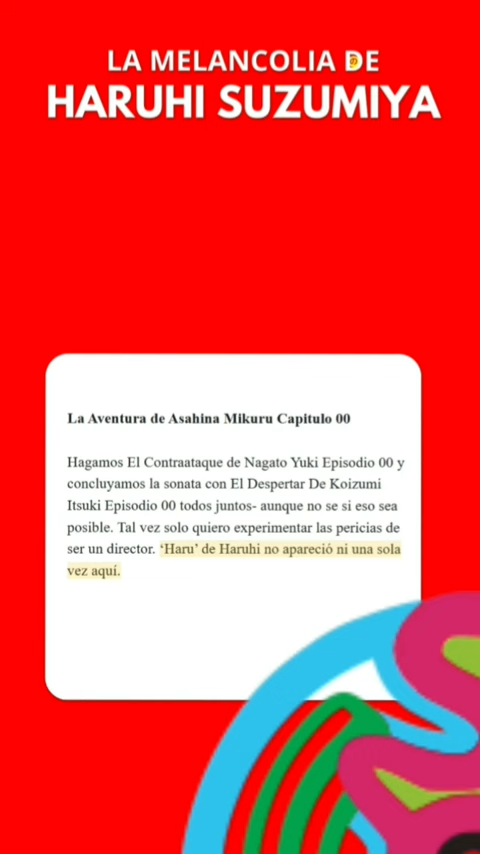 LA MELANCOLIA DE
HARUHI SUZUMIYA
La Aventura de Asahina Mikuru Capitulo 00
Hagamos El Contraataque de Nagato Yuki Episodio 00 y
concluyamos la sonata con El Despertar De Koizumi
Itsuki Episodio 00 todos juntos- aunque no se si eso sea
posible. Tal vez solo quiero experimentar las pericias de
ser un director. ‘Haru’ de Haruhi no apareció ni una sola
vez aquí.